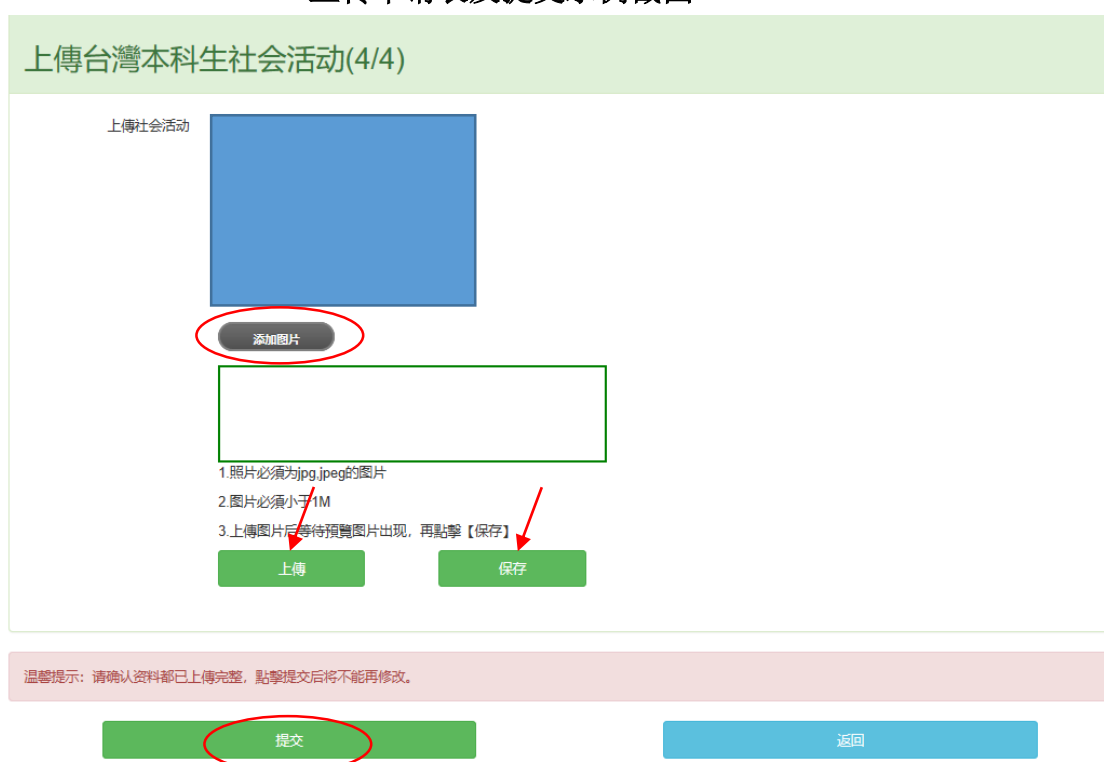 上傳台灣本科生社会活动(4/4)
上傳社会活动
添加图片
1.照片必須为jpg,jpeg的图片
2.图片必須小于1M
3.上傳图片后等待預覽图片出现，再點擊【保存】
上傳
保存
温馨提示：请确认资料都已上傳完整，點擊提交后将不能再修改。
提交
返回